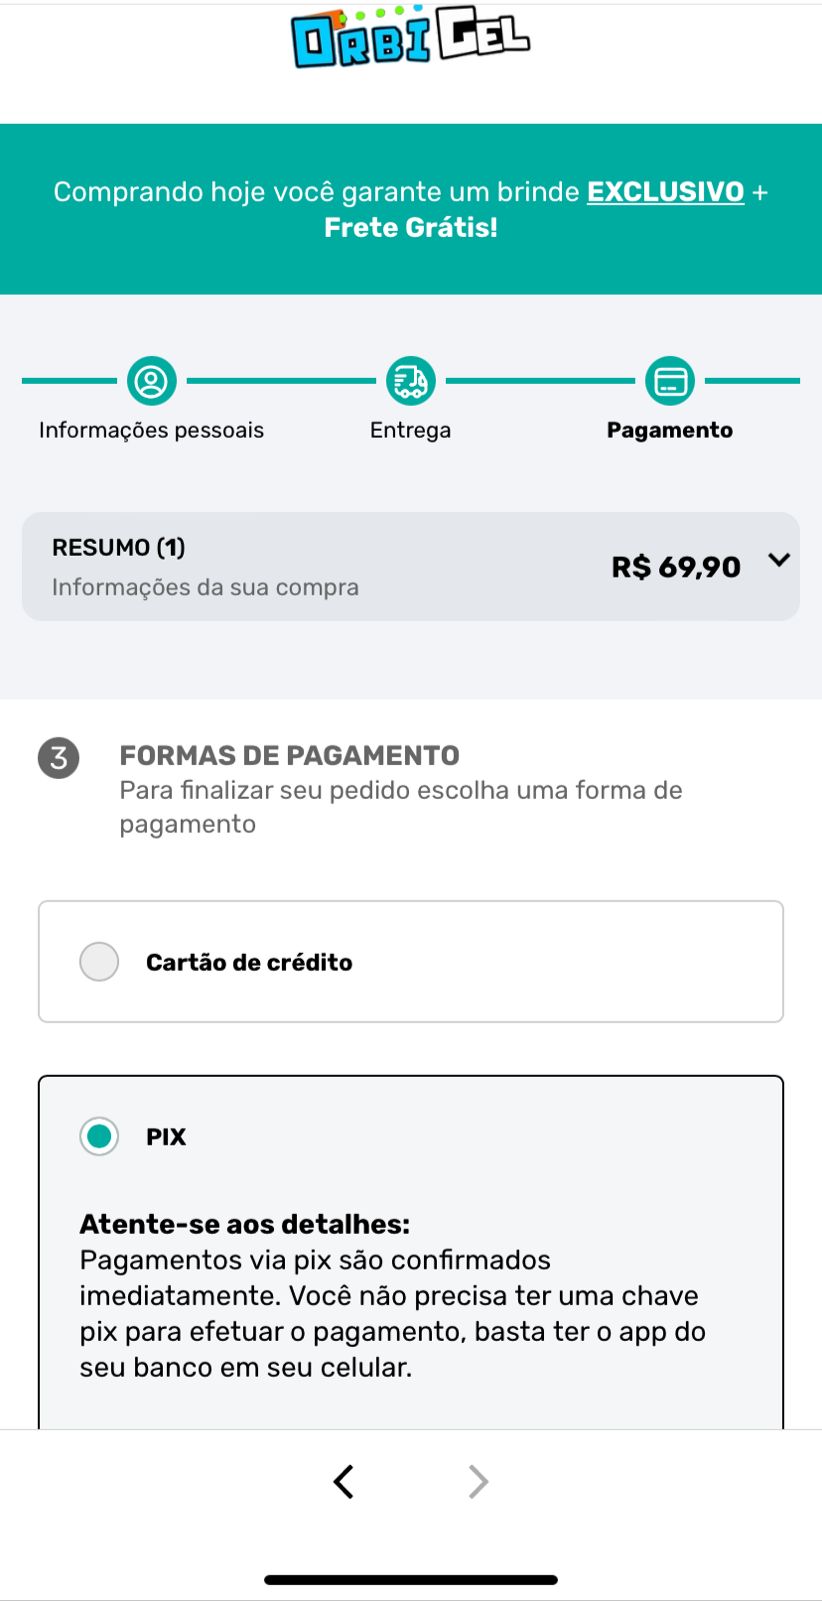 ORBIGEL
Comprando hoje você garante um brinde EXCLUSIVO +
Frete Grátis!
Informações pessoais
Entrega
Pagamento
RESUMO (1)
Informações da sua compra
R$ 69,90
3
FORMAS DE PAGAMENTO
Para finalizar seu pedido escolha uma forma de
pagamento
Cartão de crédito
PIX
Atente-se aos detalhes:
Pagamentos via pix são confirmados
imediatamente. Você não precisa ter uma chave
pix para efetuar o pagamento, basta ter o app do
seu banco em seu celular.